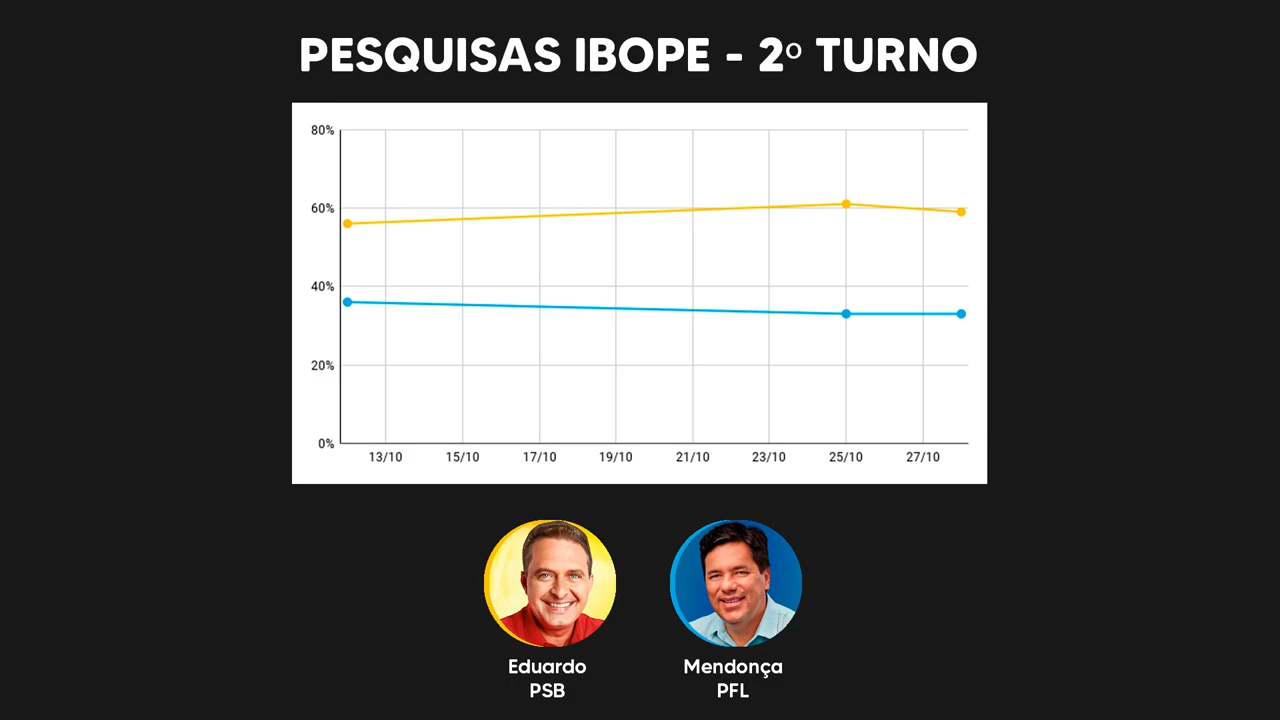 PESQUISAS IBOPE - 2º TURNO
80%
60%
40%
20%
0%
13/10 15/10 17/10 19/10 21/10 23/10 25/10 27/10
Eduardo
PSB
Mendonça
PFL